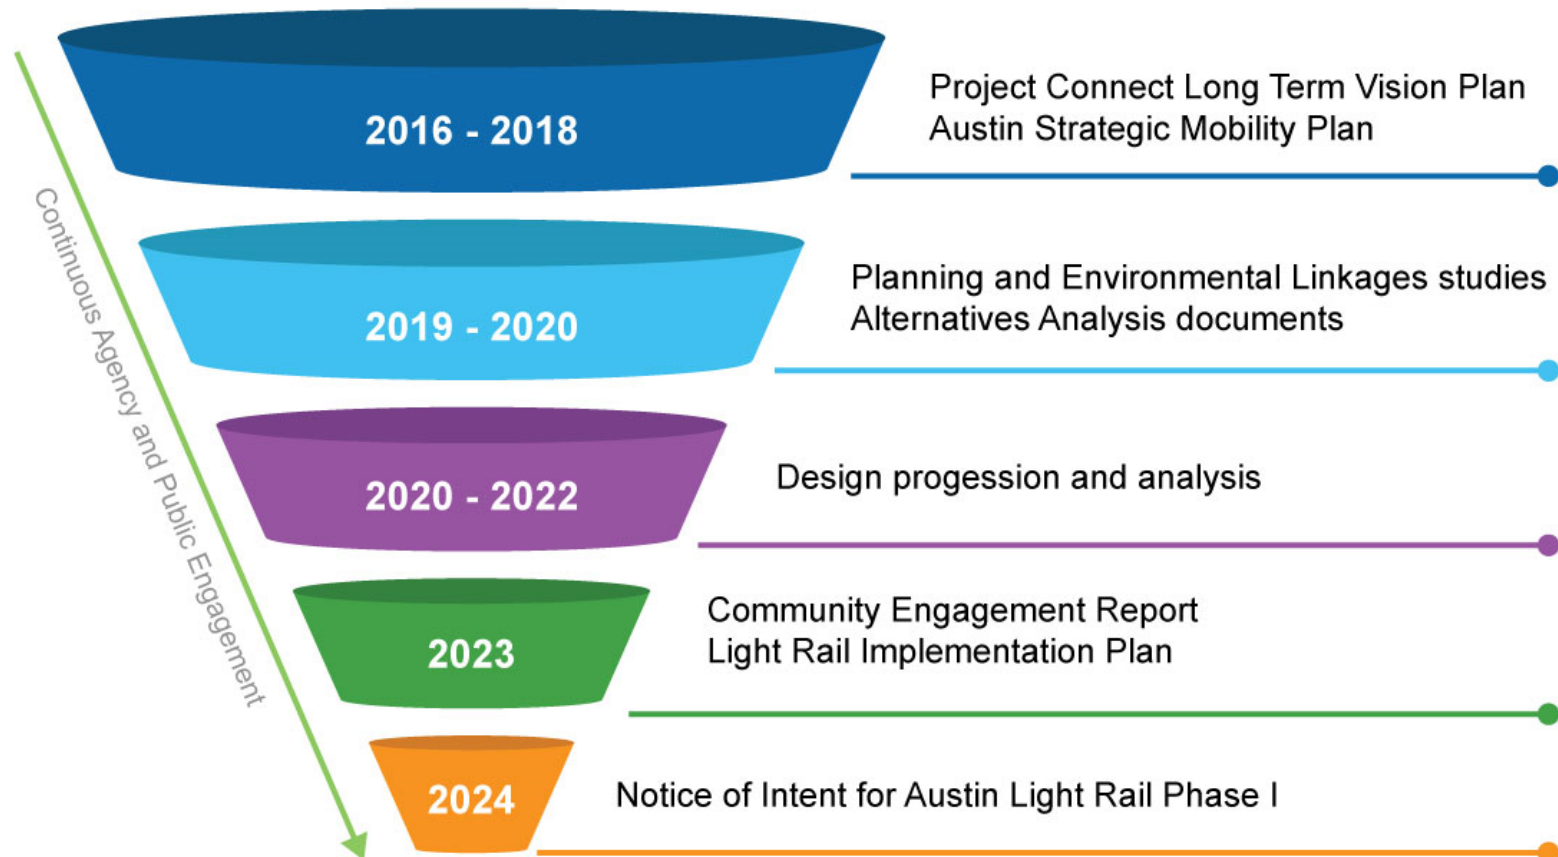 2016 - 2018
Project Connect Long Term Vision Plan
Austin Strategic Mobility Plan
Continuous Agency and Public Engagement
2019 - 2020
Planning and Environmental Linkages studies
Alternatives Analysis documents
2020 - 2022
Design progession and analysis
2023
Community Engagement Report
Light Rail Implementation Plan
2024
Notice of Intent for Austin Light Rail Phase I